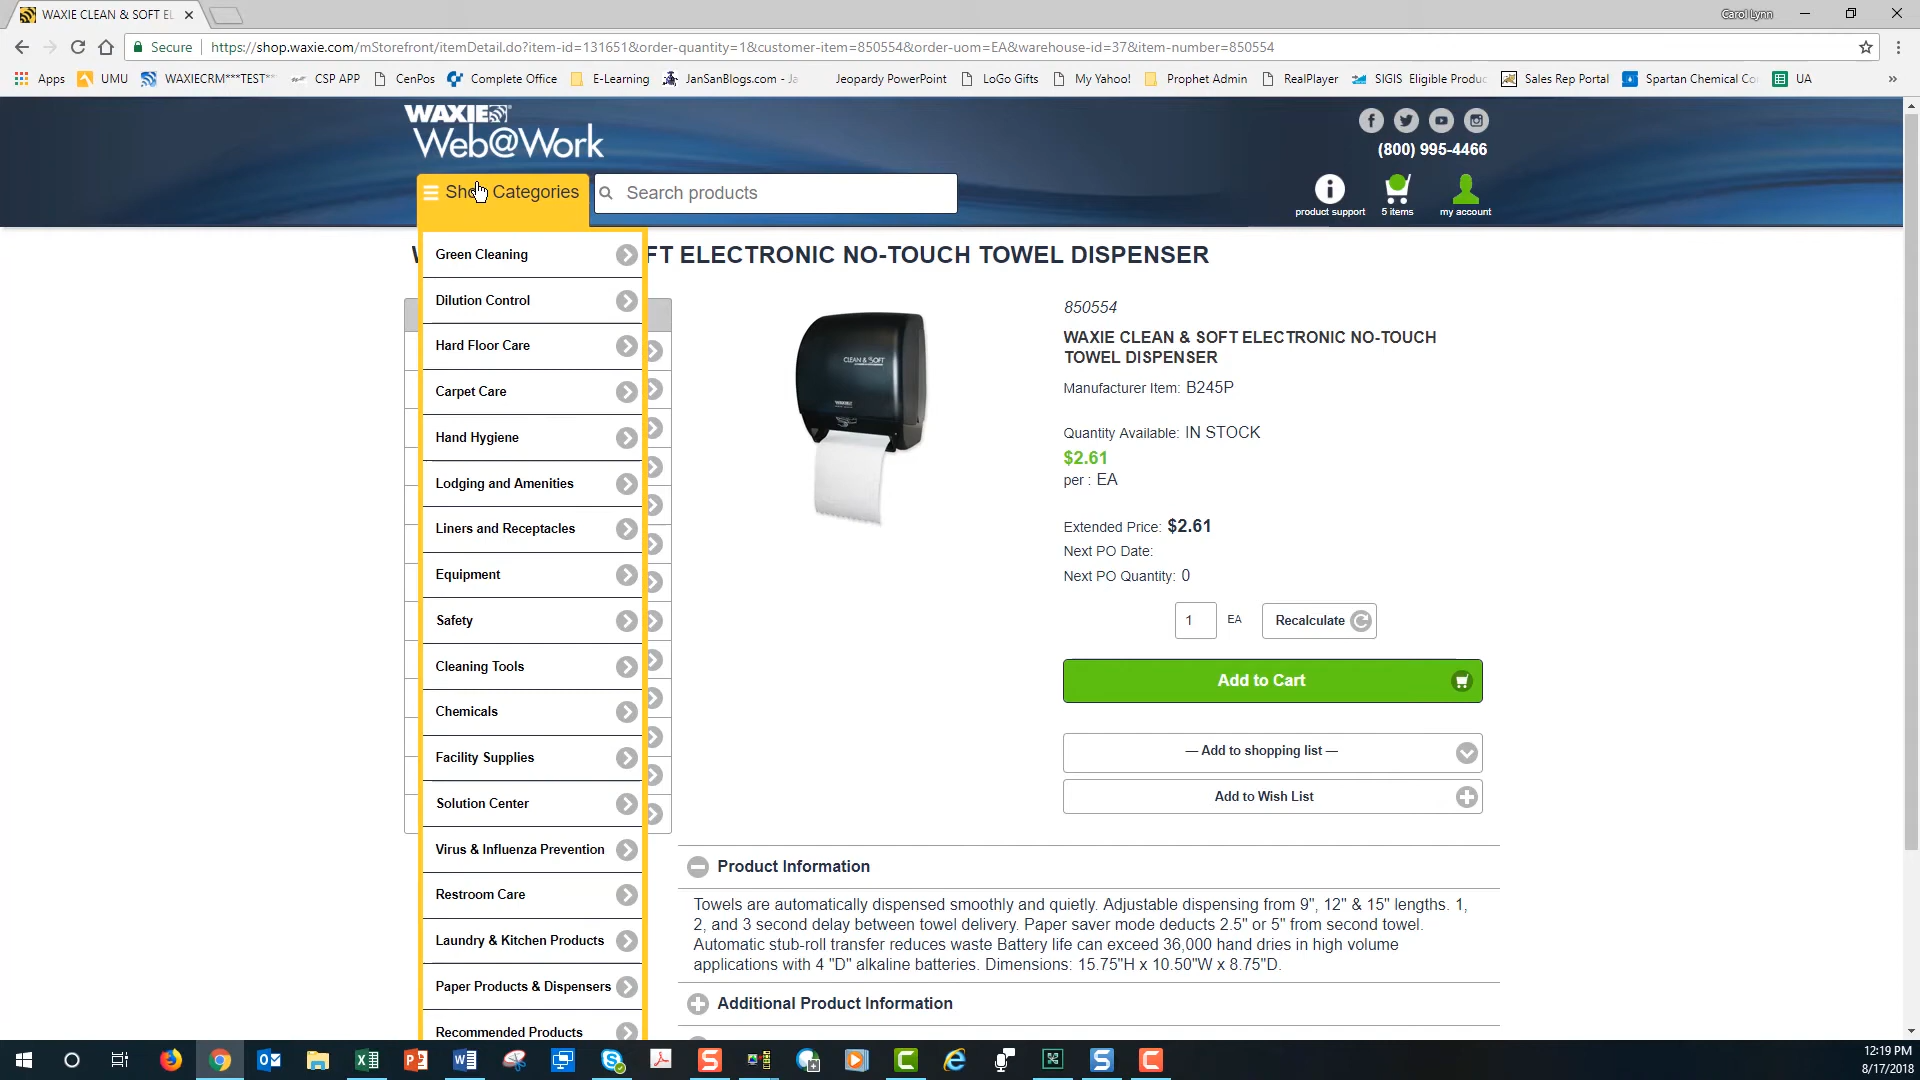 WAXIE CLEAN & SOFT EL
Carol Lynn
Secure
https://shop.waxie.com/mStorefront/itemDetail.do?item-id=131651&order-quantity=1&customer-item=850554&order-uom=EA&warehouse-id=37&item-number=850554
Apps UMU WAXIECRM***TEST** CSP APP CenPos Complete Office E-Learning JanSanBlogs.com - Ja Jeopardy PowerPoint LoGo Gifts My Yahoo! Prophet Admin RealPlayer SIGIS Eligible Produc Sales Rep Portal Spartan Chemical Co UA
WAXIE
Web@Work
(800) 995-4466
Categories
Search products
product support
5 items
my account
FT ELECTRONIC NO-TOUCH TOWEL DISPENSER
Green Cleaning
Dilution Control
Hard Floor Care
Carpet Care
Hand Hygiene
Lodging and Amenities
Liners and Receptacles
Equipment
Safety
Cleaning Tools
Chemicals
Facility Supplies
Solution Center
Virus & Influenza Prevention
Restroom Care
Laundry & Kitchen Products
Paper Products & Dispensers
Recommended Products
CLEAN & SOFT
WAXIE
850554
WAXIE CLEAN & SOFT ELECTRONIC NO-TOUCH
TOWEL DISPENSER
Manufacturer Item: B245P
Quantity Available: IN STOCK
$2.61
per : EA
Extended Price: $2.61
Next PO Date:
Next PO Quantity: 0
1 EA Recalculate
Add to Cart
— Add to shopping list —
Add to Wish List
Product Information
Towels are automatically dispensed smoothly and quietly. Adjustable dispensing from 9", 12" & 15" lengths. 1,
2, and 3 second delay between towel delivery. Paper saver mode deducts 2.5" or 5" from second towel.
Automatic stub-roll transfer reduces waste Battery life can exceed 36,000 hand dries in high volume
applications with 4 "D" alkaline batteries. Dimensions: 15.75"H x 10.50"W x 8.75"D.
Additional Product Information
12:19 PM
8/17/2018